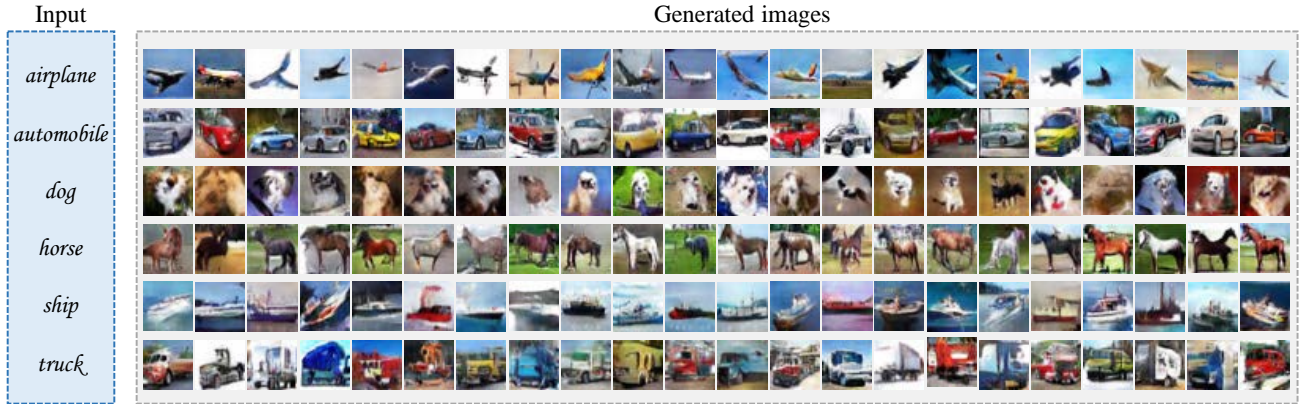 Input
Generated images
airplane
automobile
dog
horse
ship
truck